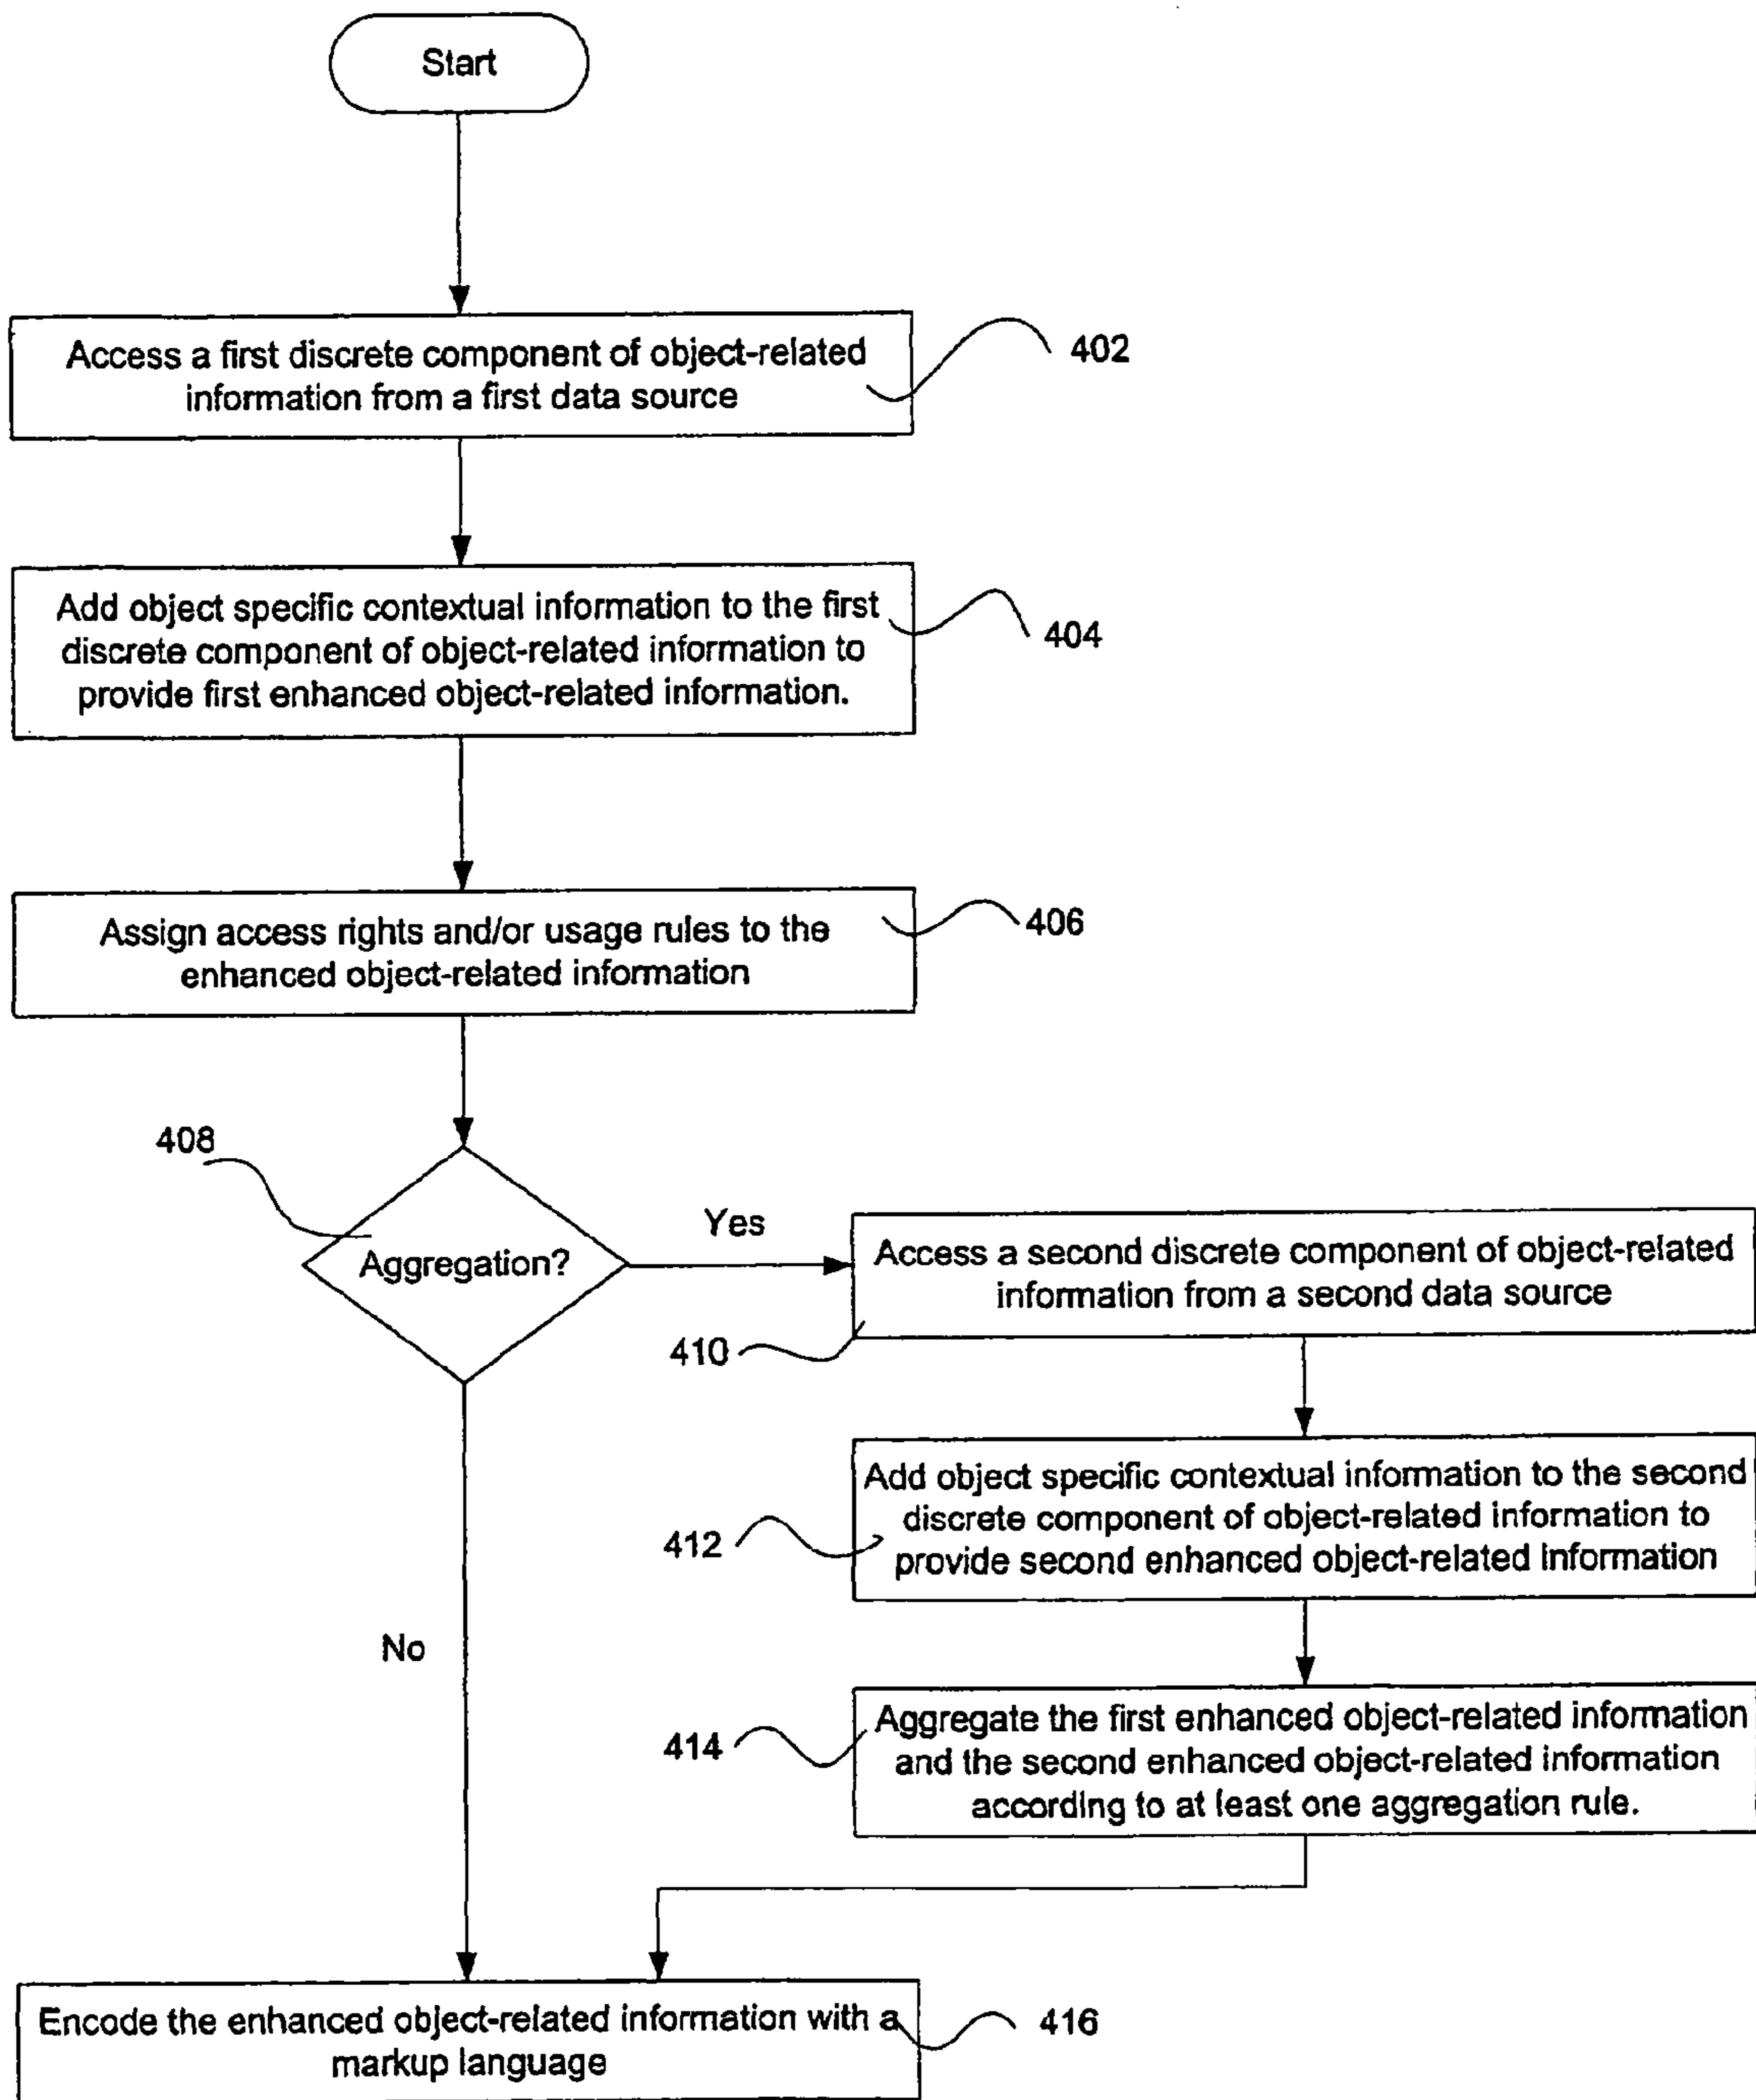 Start
Access a first discrete component of object-related
information from a first data source
402
Add object specific contextual information to the first
discrete component of object-related information to
provide first enhanced object-related information.
404
Assign access rights and/or usage rules to the
enhanced object-related information
406
408
Aggregation?
Yes
Access a second discrete component of object-related
information from a second data source
410
Add object specific contextual information to the second
discrete component of object-related information to
provide second enhanced object-related information
412
No
Aggregate the first enhanced object-related information
and the second enhanced object-related information
according to at least one aggregation rule.
414
Encode the enhanced object-related information with a
markup language
416